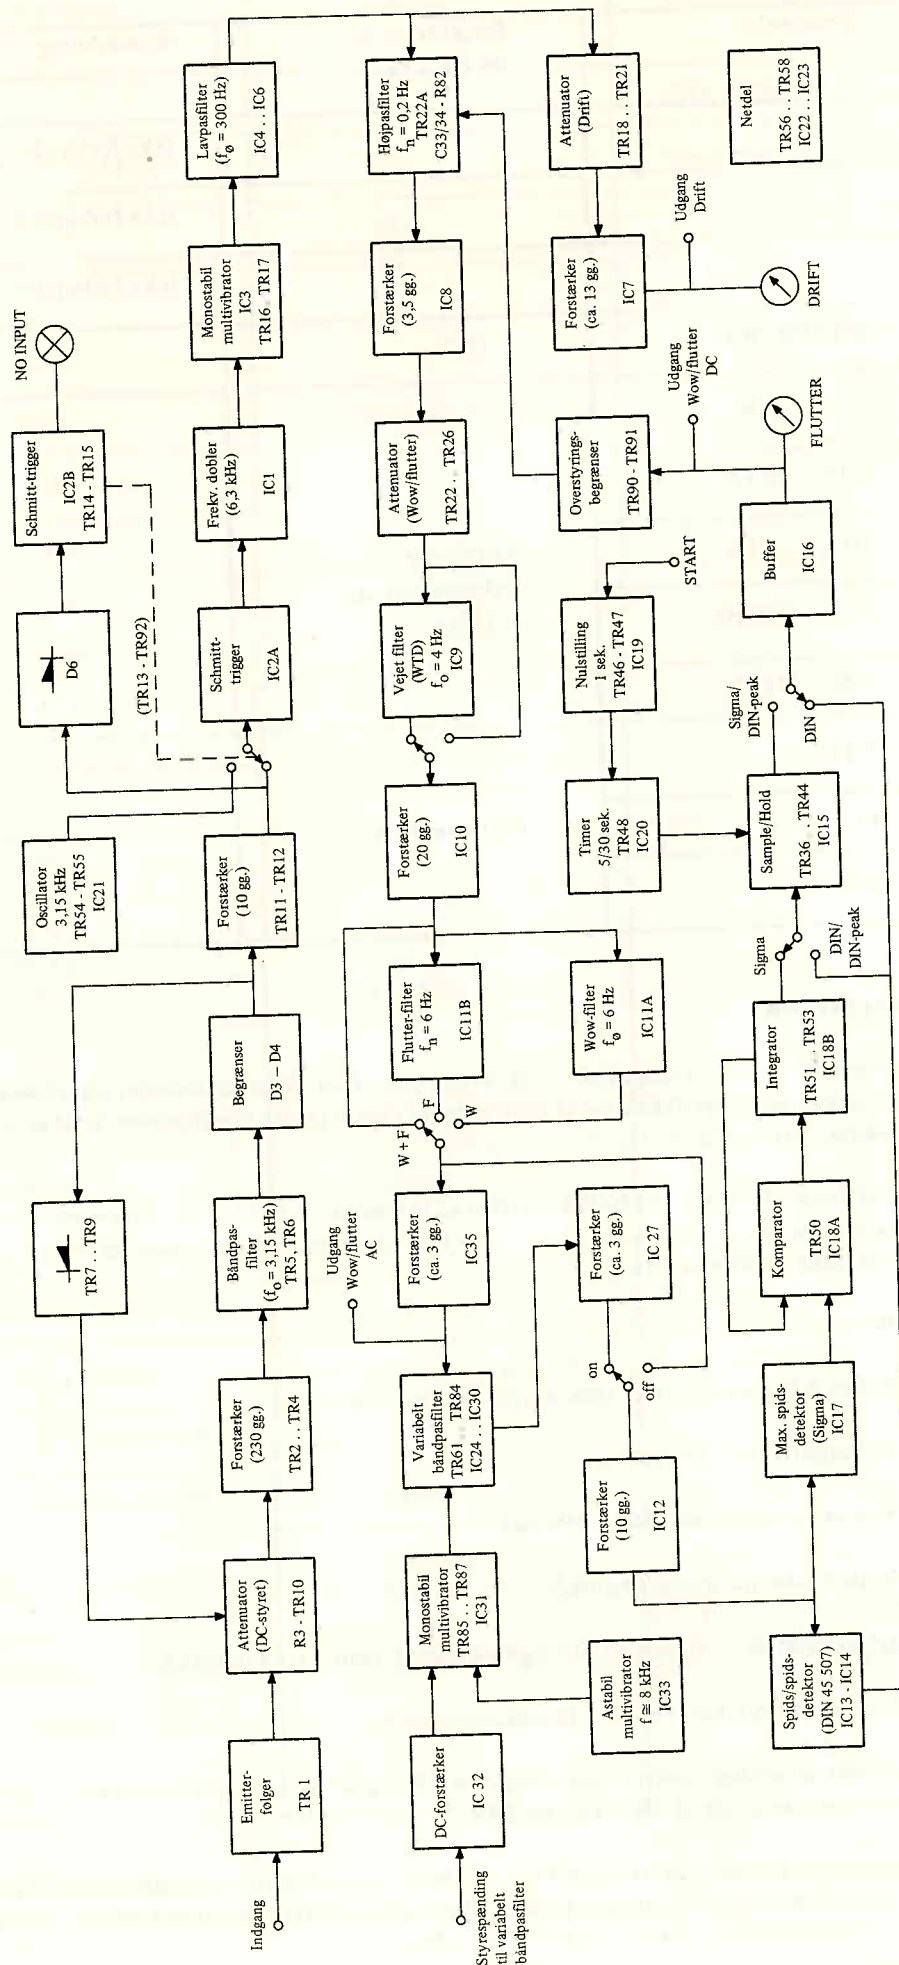 Indgang
Emitter-
følger
TR 1
Attenuator
(DC-styret)
R3 - TR10
Forstærker
(230 gg.)
TR2 . . TR4
Båndpas-
filter
(fo = 3,15 kHz)
TR5, TR6
Begrænser
D3 – D4
TR7 . . TR9
Forstærker
(10 gg.)
TR11 - TR12
Oscillator
3,15 kHz
TR54 - TR55
IC21
(TR13 - TR92)
D6
Schmitt-trigger
IC2B
TR14 - TR15
NO INPUT
Schmitt-
trigger
IC2A
Frekv. dobler
(6,3 kHz)
IC1
Monostabil
multivibrator
IC3
TR16 . TR17
Lavpasfilter
(fø = 300 Hz)
IC4 . . IC6
Styrespænding
til variabelt
båndpasfilter
DC-forstærker
IC 32
Monostabil
multivibrator
TR85 . . TR87
IC31
Astabil
multivibrator
f ≅ 8 kHz
IC33
Variabelt
båndpasfilter
TR61 . . TR84
IC24 . . IC30
Udgang
Wow/flutter
AC
Forstærker
(ca. 3 gg.)
IC35
W + F
F
W
Flutter-filter
fn = 6 Hz
IC11B
Wow-filter
fø = 6 Hz
IC11A
Forstærker
(20 gg.)
IC10
Vejet filter
(WTD)
fo = 4 Hz
IC9
Attenuator
(Wow/flutter)
TR22 . . TR26
Forstærker
(3,5 gg.)
IC8
Højpasfilter
fn = 0,2 Hz
TR22A
C33/34 - R82
Attenuator
(Drift)
TR18 . . TR21
Forstærker
(ca. 13 gg.)
IC7
Udgang
Drift
DRIFT
Netdel
TR56 . . TR58
IC22 . . IC23
Forstærker
(10 gg.)
IC12
on
off
Forstærker
(ca. 3 gg.)
IC 27
Timer
5/30 sek.
TR48
IC20
Nulstilling
1 sek.
TR46 - TR47
IC19
START
Overstyrings-
begrænser
TR90 - TR91
Udgang
Wow/flutter
DC
FLUTTER
Spids/spids-
detektor
(DIN 45 507)
IC13 - IC14
Max. spids-
detektor
(Sigma)
IC17
Komparator
TR50
IC18A
Integrator
TR51 . . TR53
IC18B
Sigma
DIN/
DIN-peak
Sample/Hold
TR36 . . TR44
IC15
Sigma/
DIN-peak
DIN
Buffer
IC16